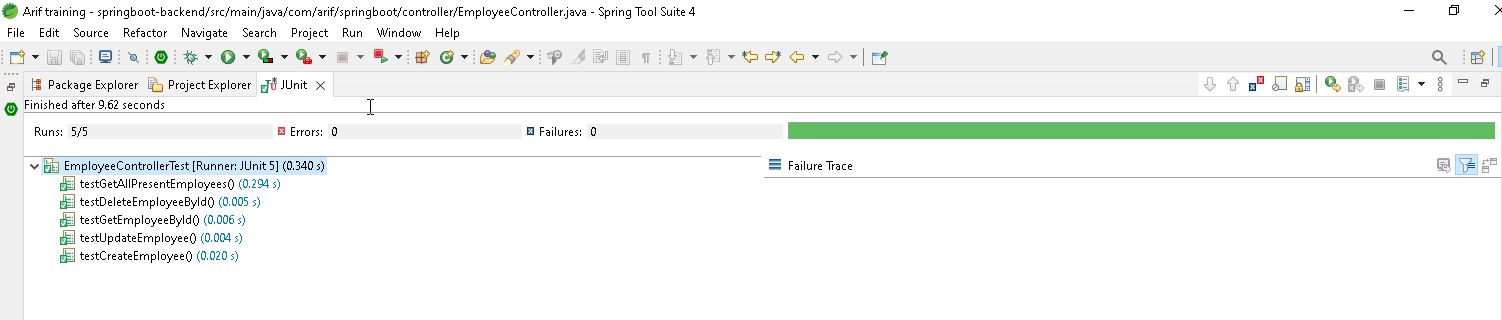 Arif training - springboot-backend/src/main/java/com/arif/springboot/controller/EmployeeController.java - Spring Tool Suite 4
File Edit Source Refactor Navigate Search Project Run Window Help
Package Explorer Project Explorer JUnit
Finished after 9.62 seconds
Runs: 5/5 Errors: 0 Failures: 0
EmployeeControllerTest [Runner: JUnit 5] (0.340 s) Failure Trace
testGetAllPresentEmployees() (0.294 s)
testDeleteEmployeeById() (0.005 s)
testGetEmployeeById() (0.006 s)
testUpdateEmployee() (0.004 s)
testCreateEmployee() (0.020 s)